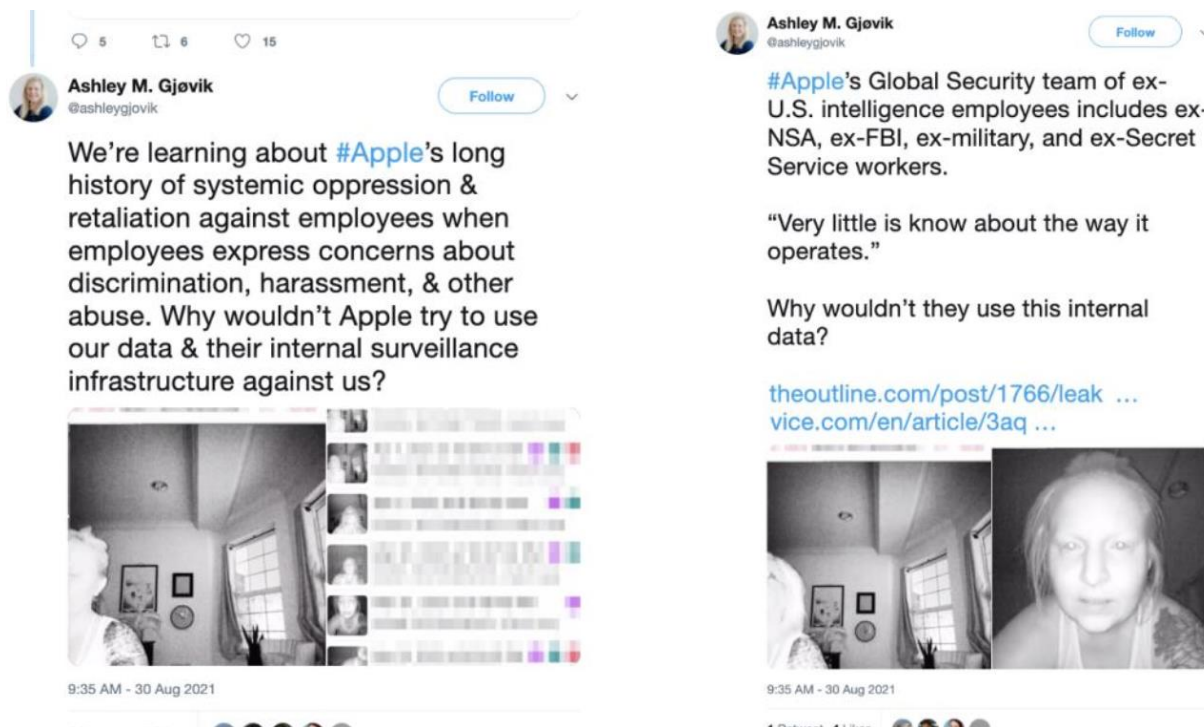 5 6 15
Ashley M. Gjøvik
@ashleygjovik
Follow
We're learning about #Apple's long
history of systemic oppression &
retaliation against employees when
employees express concerns about
discrimination, harassment, & other
abuse. Why wouldn't Apple try to use
our data & their internal surveillance
infrastructure against us?
9:35 AM - 30 Aug 2021
Ashley M. Gjøvik
@ashleygjovik
Follow
#Apple's Global Security team of ex-
U.S. intelligence employees includes ex-
NSA, ex-FBI, ex-military, and ex-Secret
Service workers.
“Very little is know about the way it
operates.”
Why wouldn't they use this internal
data?
theoutline.com/post/1766/leak ...
vice.com/en/article/3aq ...
9:35 AM - 30 Aug 2021